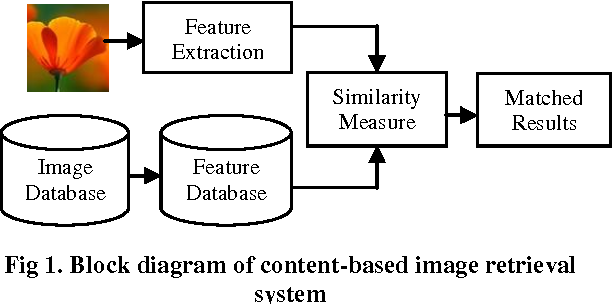 Feature
Extraction
Similarity
Measure
Matched
Results
Image
Database
Feature
Database
Fig 1. Block diagram of content-based image retrieval
system